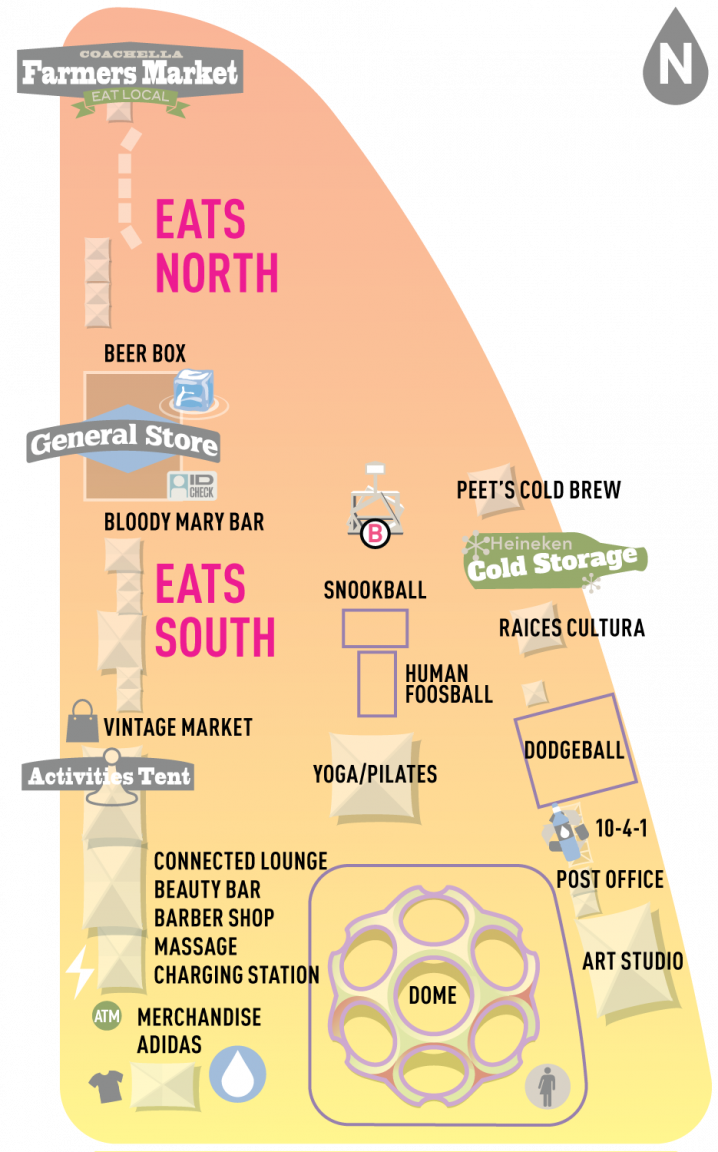 COACHELLA
Farmers Market
EAT LOCAL
N
EATS
NORTH
BEER BOX
General Store
ID
CHECK
BLOODY MARY BAR
B
PEET'S COLD BREW
Heineken
Cold Storage
EATS
SOUTH
SNOOKBALL
RAICES CULTURA
HUMAN
FOOSBALL
VINTAGE MARKET
DODGEBALL
Activities Tent
YOGA/PILATES
10-4-1
CONNECTED LOUNGE
BEAUTY BAR
BARBER SHOP
MASSAGE
CHARGING STATION
POST OFFICE
ART STUDIO
DOME
ATM
MERCHANDISE
ADIDAS